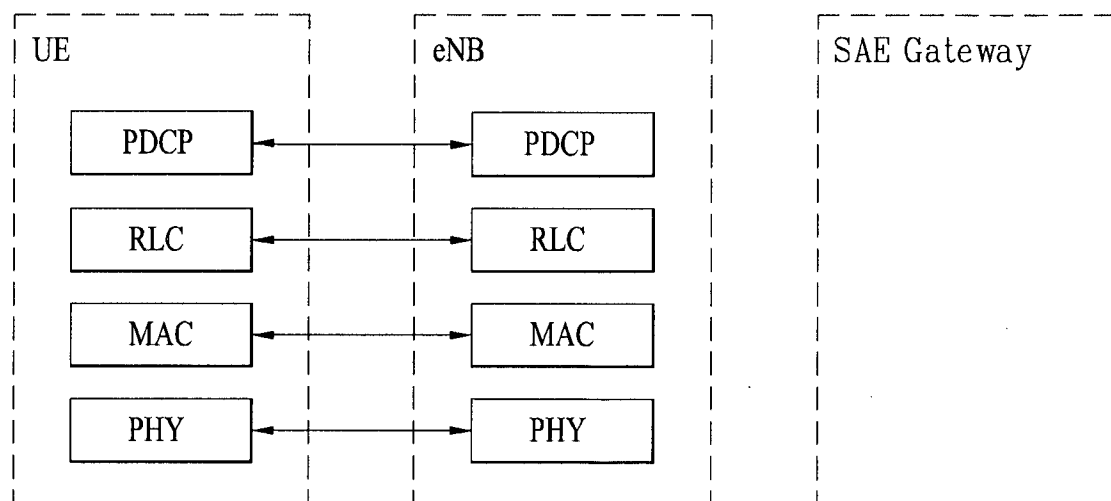 UE
eNB
SAE Gateway
PDCP
PDCP
RLC
RLC
MAC
MAC
PHY
PHY